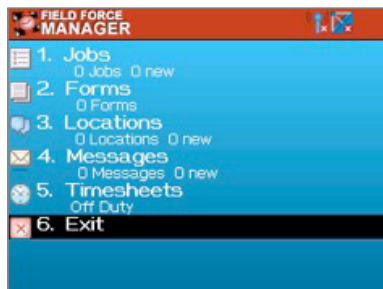 FIELD FORCE
MANAGER
1. Jobs
0 Jobs 0 new
2. Forms
0 Forms
3. Locations
0 Locations 0 new
4. Messages
0 Messages 0 new
5. Timesheets
Off Duty
6. Exit